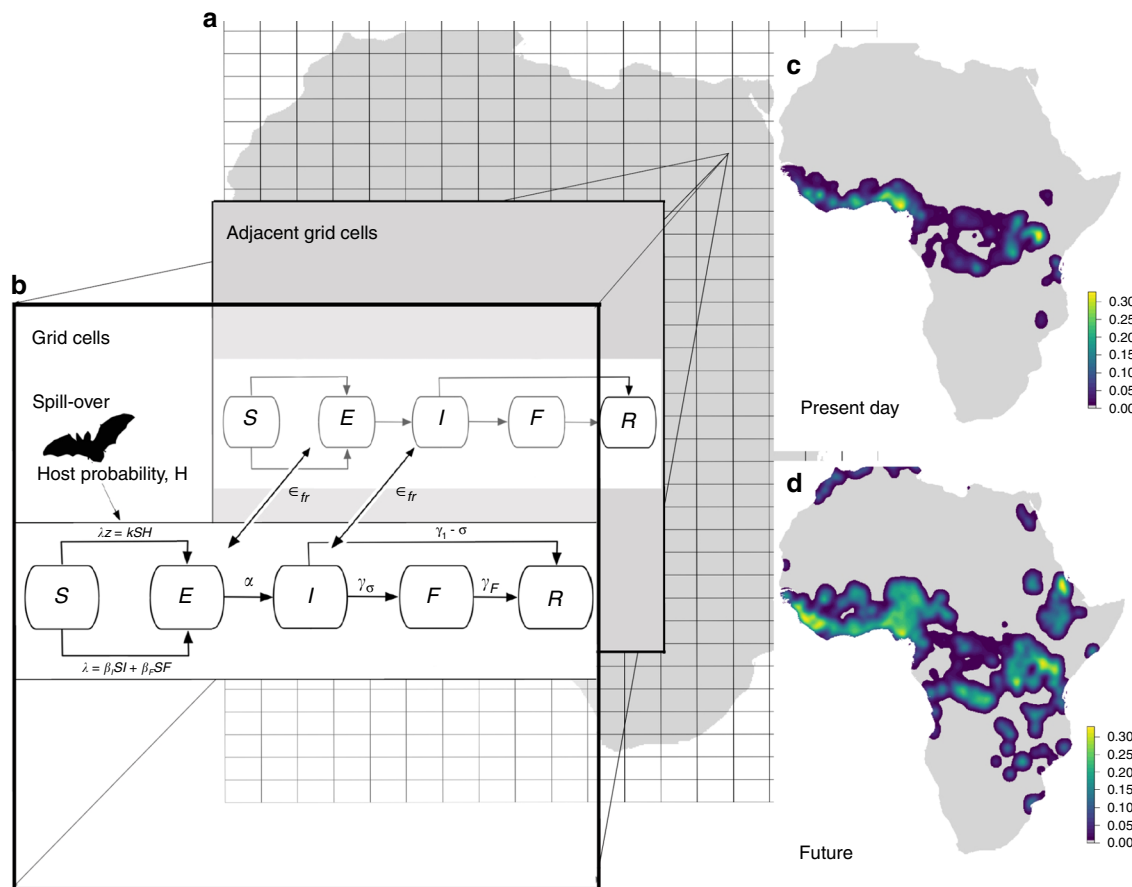 a
Adjacent grid cells
S
E
I
F
R
b
Grid cells
Spill-over
Host probability, H
∈fr
∈fr
λz = kSH
γ1 - σ
S
E
α
I
γσ
F
γF
R
λ = βISI + βFSF
c
0.30
0.25
0.20
0.15
0.10
0.05
0.00
Present day
d
0.30
0.25
0.20
0.15
0.10
0.05
0.00
Future